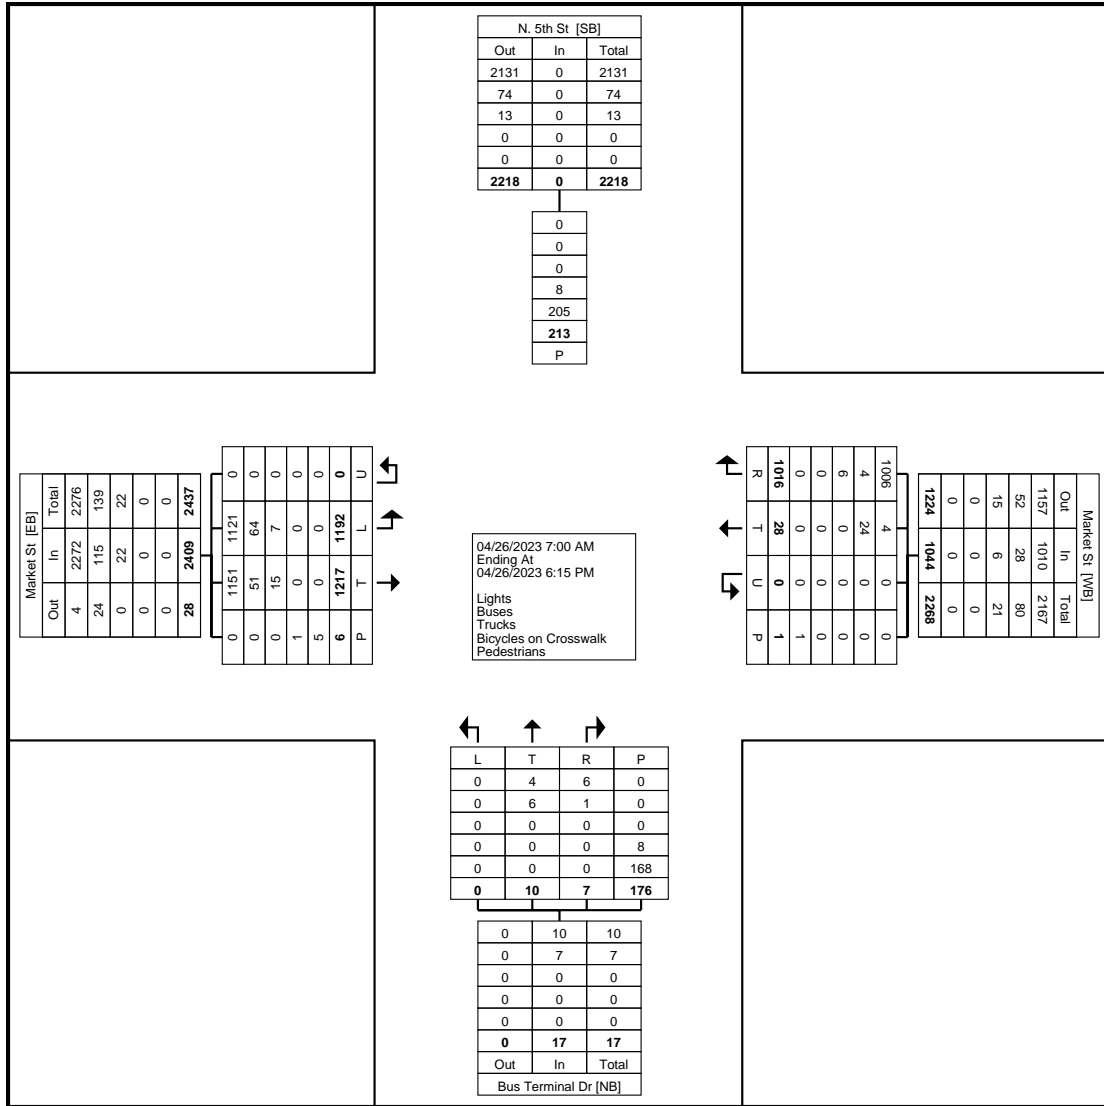 N. 5th St [SB]
Out In Total
2131 0 2131
74 0 74
13 0 13
0 0 0
0 0 0
2218 0 2218
0
0
0
8
205
213
P
Market St [EB]
Total In Out
2276 2272 4
139 115 24
22 22 0
0 0 0
0 0 0
2437 2409 28
0 1121 1151 0
0 64 51 0
0 7 15 0
0 0 0 1
0 0 0 5
0 1192 1217 6
U L T P
04/26/2023 7:00 AM
Ending At
04/26/2023 6:15 PM
Lights
Buses
Trucks
Bicycles on Crosswalk
Pedestrians
R T U P
1016 28 0 1
0 0 0 1
0 0 0 0
6 0 0 0
4 24 0 0
1006 4 0 0
Market St [WB]
Out In Total
1157 1010 2167
52 28 80
15 6 21
0 0 0
0 0 0
1224 1044 2268
L T R P
0 4 6 0
0 6 1 0
0 0 0 0
0 0 0 8
0 0 0 168
0 10 7 176
0 10 10
0 7 7
0 0 0
0 0 0
0 0 0
0 17 17
Out In Total
Bus Terminal Dr [NB]